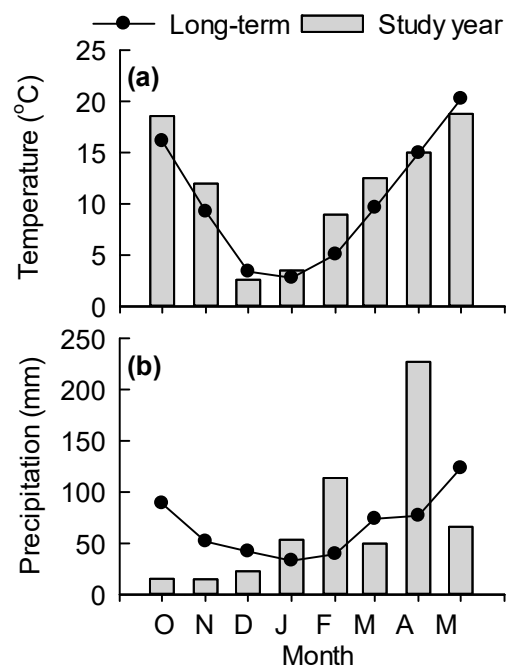 Long-term Study year
(a)
Temperature (°C)
25
20
15
10
5
0
(b)
Precipitation (mm)
250
200
150
100
50
0
O N D J F M A M
Month